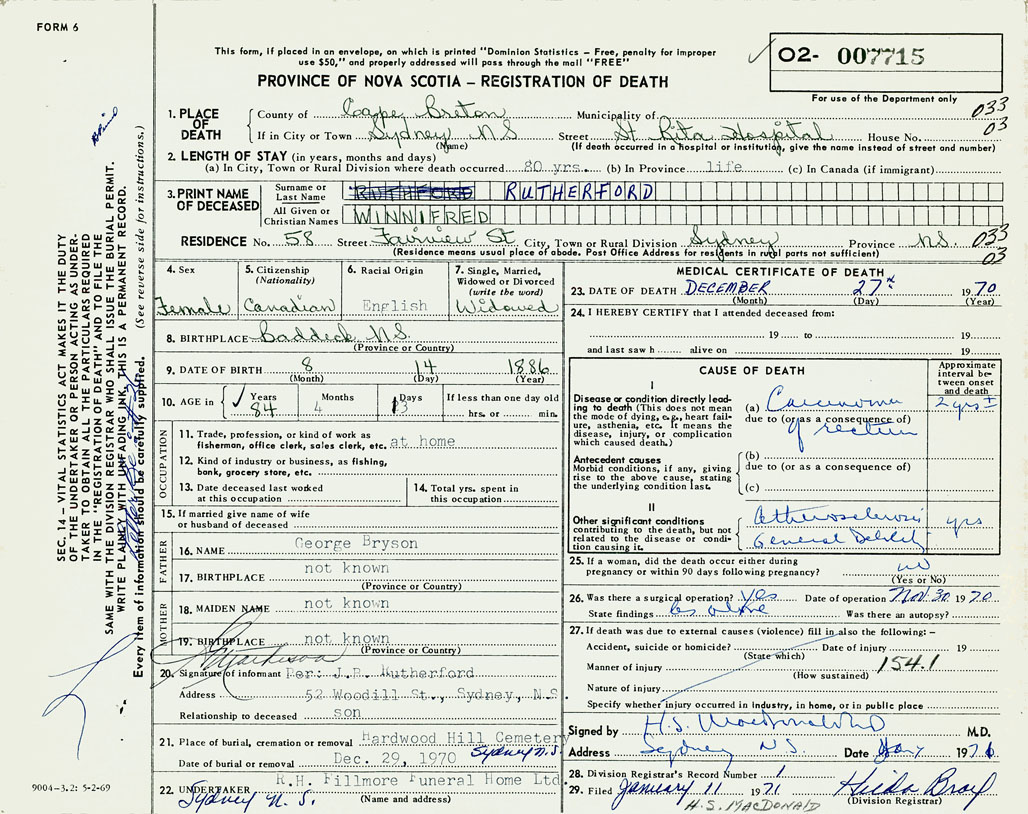 FORM 6
This form, if placed in an envelope, on which is printed "Dominion Statistics – Free, penalty for improper
use $50," and properly addressed will pass through the mail "FREE"
PROVINCE OF NOVA SCOTIA – REGISTRATION OF DEATH
O2- 007715
For use of the Department only
1. PLACE OF DEATH County of Cape Breton Municipality of 033
If in City or Town Sydney N S Street St Rita Hospital House No. 03
(Name) (If death occurred in a hospital or institution, give the name instead of street and number)
2. LENGTH OF STAY (in years, months and days)
(a) In City, Town or Rural Division where death occurred 80 yrs. (b) In Province life (c) In Canada (if immigrant)
3. PRINT NAME OF DECEASED Surname or Last Name RUTHFORD RUTHERFORD
All Given or Christian Names WINNIFRED
RESIDENCE No. 58 Street Fairview St City, Town or Rural Division Sydney Province N.S. 033
(Residence means usual place of abode. Post Office Address for residents in rural parts not sufficient) 03
4. Sex Female
5. Citizenship (Nationality) Canadian
6. Racial Origin English
7. Single, Married, Widowed or Divorced (write the word) Widowed
8. BIRTHPLACE Baddeck N.S.
(Province or Country)
9. DATE OF BIRTH 8 14 1886
(Month) (Day) (Year)
10. AGE in Years 84 Months 4 Days 13 If less than one day old
hrs. or min.
OCCUPATION
11. Trade, profession, or kind of work as
fisherman, office clerk, sales clerk, etc. at home
12. Kind of industry or business, as fishing,
bank, grocery store, etc.
13. Date deceased last worked
at this occupation
14. Total yrs. spent in
this occupation
15. If married give name of wife
or husband of deceased
FATHER
16. NAME George Bryson
17. BIRTHPLACE not known
(Province or Country)
MOTHER
18. MAIDEN NAME not known
19. BIRTHPLACE not known
(Province or Country)
20. Signature of informant Per: J.B. Rutherford
Address 52 Woodill St., Sydney, N.S
Relationship to deceased son
21. Place of burial, cremation or removal Hardwood Hill Cemetery
Sydney N.S.
Date of burial or removal Dec. 29, 1970
22. UNDERTAKER R.H. Fillmore Funeral Home Ltd
Sydney N. S. (Name and address)
MEDICAL CERTIFICATE OF DEATH
23. DATE OF DEATH DECEMBER 27th 1970
(Month) (Day) (Year)
24. I HEREBY CERTIFY that I attended deceased from:
19 to 19
and last saw h alive on 19
CAUSE OF DEATH
Approximate interval between onset and death
I
Disease or condition directly leading to death (This does not mean the mode of dying, e.g., heart failure, asthenia, etc. It means the disease, injury, or complication which caused death.)
(a) Carcinoma 2 yrs ±
due to (or as a consequence of)
of rectum
Antecedent causes
Morbid conditions, if any, giving rise to the above cause, stating the underlying condition last.
(b)
due to (or as a consequence of)
(c)
II
Other significant conditions
contributing to the death, but not related to the disease or condition causing it.
Atherosclerosis yrs
General Debility
25. If a woman, did the death occur either during
pregnancy or within 90 days following pregnancy? no
(Yes or No)
26. Was there a surgical operation? yes Date of operation Nov. 30 1970
State findings as above Was there an autopsy?
27. If death was due to external causes (violence) fill in also the following:–
Accident, suicide or homicide? Date of injury 19
(State which)
Manner of injury 154.1
(How sustained)
Nature of injury
Specify whether injury occurred in industry, in home, or in public place
Signed by H.S. MacDonald MD M.D.
Address Sydney N S. Date 197
28. Division Registrar's Record Number 1
29. Filed January 11 1971 Hilda
(Division Registrar)
H.S. MACDONALD
SEC. 14 – VITAL STATISTICS ACT MAKES IT THE DUTY
OF THE UNDERTAKER OR PERSON ACTING AS UNDER-
TAKER TO OBTAIN ALL THE PARTICULARS REQUIRED
IN THE "REGISTRATION OF DEATH" AND TO FILE THE
SAME WITH THE DIVISION REGISTRAR WHO SHALL ISSUE THE BURIAL PERMIT.
WRITE PLAINLY WITH UNFADING INK, THIS IS A PERMANENT RECORD.
Every item of information should be carefully supplied. (See reverse side for instructions.)
9004-3.2: 5-2-69